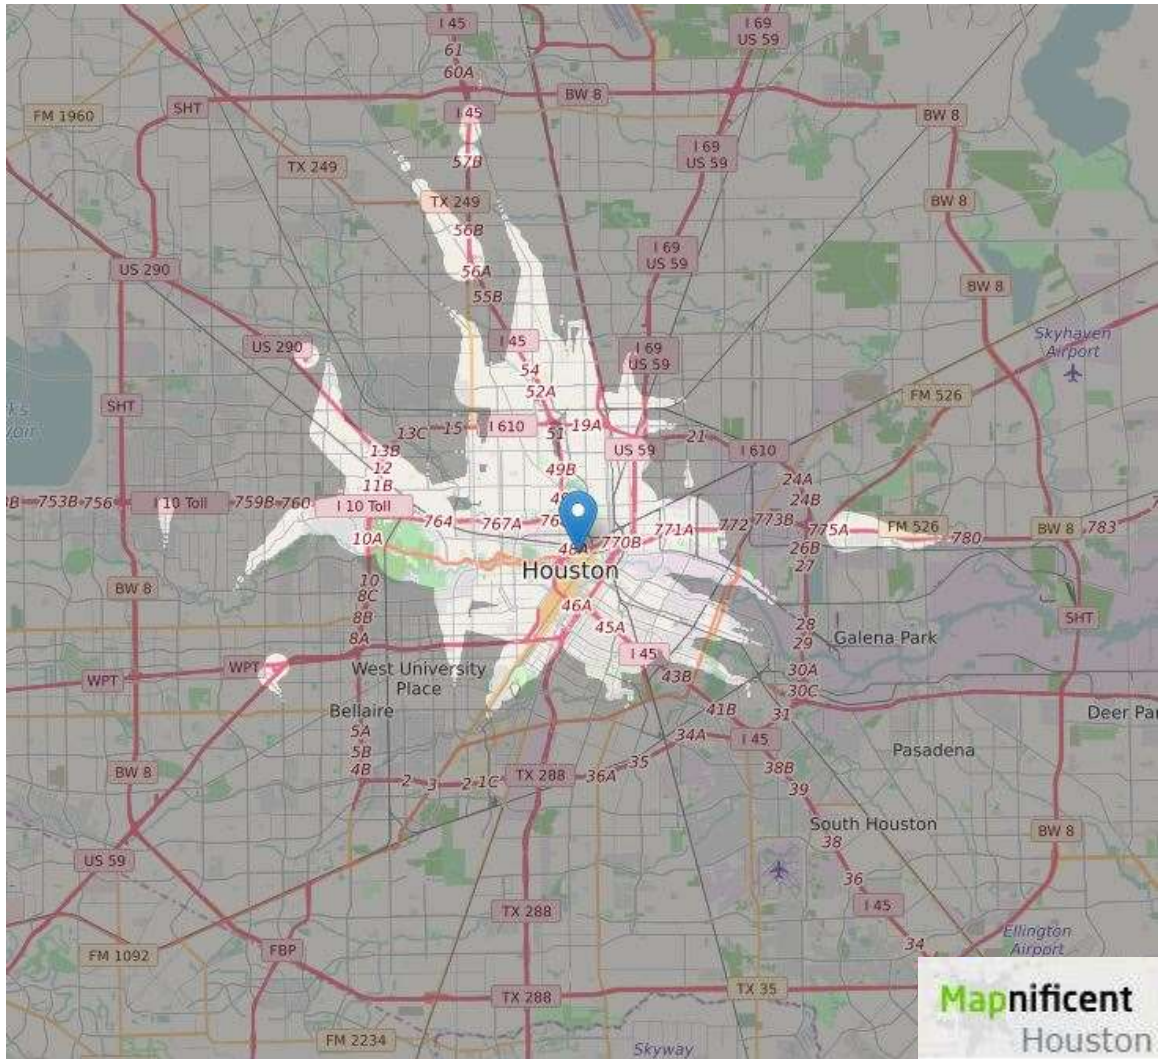 I 45
I 69
US 59
61
60A
SHT
BW 8
FM 1960
I 45
BW 8
57B
I 69
US 59
TX 249
TX 249
BW 8
56B
I 69
US 59
US 290
56A
BW 8
55B
Skyhaven
Airport
US 290
I 45
I 69
US 59
54
52A
FM 526
SHT
I 610
19A
13C
15
51
21
13B
US 59
I 610
12
49B
11B
24A
24B
753B
756
I 10 Toll
759B
760
I 10 Toll
764
767A
771A
772
773B
775A
FM 526
780
BW 8
783
10A
48A
770B
26B
Houston
27
10
BW 8
8C
46A
SHT
8B
45A
28
8A
29
Galena Park
I 45
WPT
West University
Place
30A
WPT
43B
30C
Bellaire
41B
31
Deer Par
5A
34A
I 45
Pasadena
5B
35
4B
BW 8
2
3
2
1C
TX 288
36A
38B
39
South Houston
BW 8
38
US 59
36
I 45
TX 288
Ellington
Airport
34
FBP
FM 1092
Mapnificent
Houston
TX 288
TX 35
FM 2234
Skyway